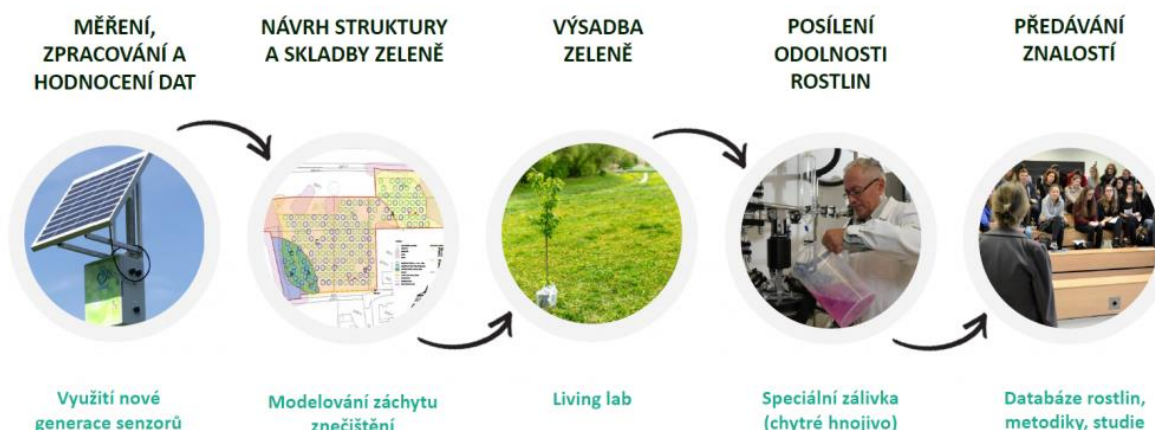 MĚŘENÍ,
ZPRACOVÁNÍ A
HODNOCENÍ DAT
NÁVRH STRUKTURY
A SKLADBY ZELENĚ
VÝSADBA
ZELENĚ
POSÍLENÍ
ODOLNOSTI
ROSTLIN
PŘEDÁVÁNÍ
ZNALOSTÍ
Využití nové
generace senzorů
Modelování záchytu
znečištění
Living lab
Speciální zálivka
(chytré hnojivo)
Databáze rostlin,
metodiky, studie